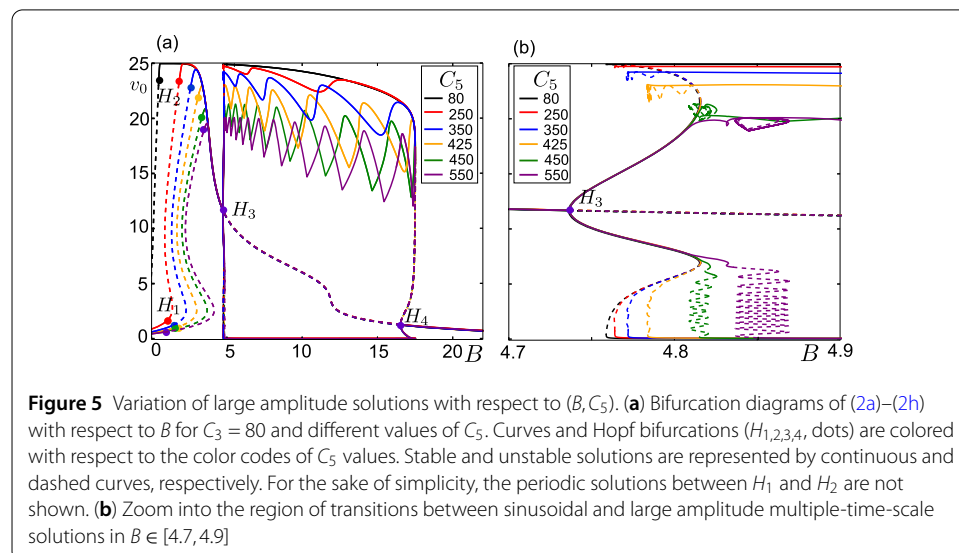 (a)
(b)
25
20
15
10
5
0
v₀
H₂
H₁
H₃
H₄
C₅
80
250
350
425
450
550
0
5
10
15
20
B
C₅
80
250
350
425
450
550
H₃
4.7
4.8
B
4.9
Figure 5 Variation of large amplitude solutions with respect to (B, C₅). (a) Bifurcation diagrams of (2a)–(2h)
with respect to B for C₃ = 80 and different values of C₅. Curves and Hopf bifurcations (H₁,₂,₃,₄, dots) are colored
with respect to the color codes of C₅ values. Stable and unstable solutions are represented by continuous and
dashed curves, respectively. For the sake of simplicity, the periodic solutions between H₁ and H₂ are not
shown. (b) Zoom into the region of transitions between sinusoidal and large amplitude multiple-time-scale
solutions in B ∈ [4.7, 4.9]